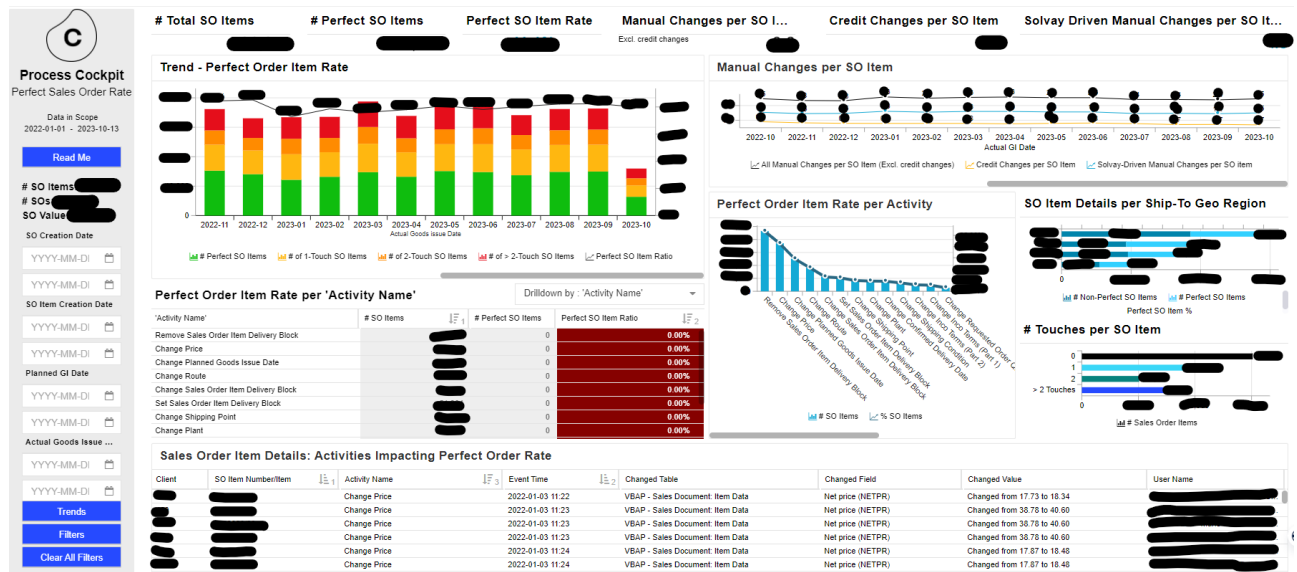 C
Process Cockpit
Perfect Sales Order Rate
Data in Scope
2022-01-01 - 2023-10-13
Read Me
# SO Items
# SOs
SO Value
SO Creation Date
YYYY-MM-DI
YYYY-MM-DI
SO Item Creation Date
YYYY-MM-DI
YYYY-MM-DI
Planned GI Date
YYYY-MM-DI
YYYY-MM-DI
Actual Goods Issue ...
YYYY-MM-DI
YYYY-MM-DI
Trends
Filters
Clear All Filters
# Total SO Items
# Perfect SO Items
Perfect SO Item Rate
Manual Changes per SO I...
Excl. credit changes
Credit Changes per SO Item
Solvay Driven Manual Changes per SO It...
Trend - Perfect Order Item Rate
0
2022-11 2022-12 2023-01 2023-02 2023-03 2023-04 2023-05 2023-06 2023-07 2023-08 2023-09 2023-10
Actual Goods Issue Date
# Perfect SO Items # of 1-Touch SO Items # of 2-Touch SO Items # of > 2-Touch SO Items Perfect SO Item Ratio
Manual Changes per SO Item
2022-10 2022-11 2022-12 2023-01 2023-02 2023-03 2023-04 2023-05 2023-06 2023-07 2023-08 2023-09 2023-10
Actual GI Date
All Manual Changes per SO Item (Excl. credit changes) Credit Changes per SO Item Solvay-Driven Manual Changes per SO item
Perfect Order Item Rate per 'Activity Name'
Drilldown by : 'Activity Name'
'Activity Name' # SO Items 1 # Perfect SO Items Perfect SO Item Ratio 2
Remove Sales Order Item Delivery Block 0 0.00%
Change Price 0 0.00%
Change Planned Goods Issue Date 0 0.00%
Change Route 0 0.00%
Change Sales Order Item Delivery Block 0 0.00%
Set Sales Order Item Delivery Block 0 0.00%
Change Shipping Point 0 0.00%
Change Plant 0 0.00%
Perfect Order Item Rate per Activity
Remove Sales Order Item Delivery Block
Change Price
Change Planned Goods Issue Date
Change Route
Change Sales Order Item Delivery Block
Set Sales Order Item Delivery Block
Change Shipping Point
Change Plant
Change Confirmed Delivery Date
Change Shipping Condition
Change Inco Terms (Part 2)
Change Inco Terms (Part 1)
Change Requested Order Q
# SO Items % SO Items
SO Item Details per Ship-To Geo Region
0
# Non-Perfect SO Items # Perfect SO Items
Perfect SO Item %
# Touches per SO Item
0
1
2
> 2 Touches
0
# Sales Order Items
Sales Order Item Details: Activities Impacting Perfect Order Rate
Client SO Item Number/Item 1 Activity Name 3 Event Time 2 Changed Table Changed Field Changed Value User Name
Change Price 2022-01-03 11:22 VBAP - Sales Document: Item Data Net price (NETPR) Changed from 17.73 to 18.34
Change Price 2022-01-03 11:23 VBAP - Sales Document: Item Data Net price (NETPR) Changed from 38.78 to 40.60
Change Price 2022-01-03 11:23 VBAP - Sales Document: Item Data Net price (NETPR) Changed from 38.78 to 40.60
Change Price 2022-01-03 11:23 VBAP - Sales Document: Item Data Net price (NETPR) Changed from 38.78 to 40.60
Change Price 2022-01-03 11:24 VBAP - Sales Document: Item Data Net price (NETPR) Changed from 17.87 to 18.48
Change Price 2022-01-03 11:24 VBAP - Sales Document: Item Data Net price (NETPR) Changed from 17.87 to 18.48